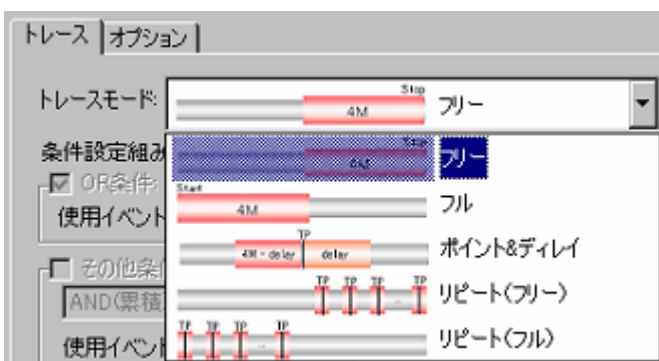 トレース オプション
トレースモード: Stop 4M フリー
条件設定組み Stop 4M フリー
OR条件: Start 4M フル
使用イベント TP 4M - delay delay ポイント&ディレイ
その他条 TP TP TP .. TP リピート(フリー)
AND(累積
使用イベント TP TP TP .. TP リピート(フル)